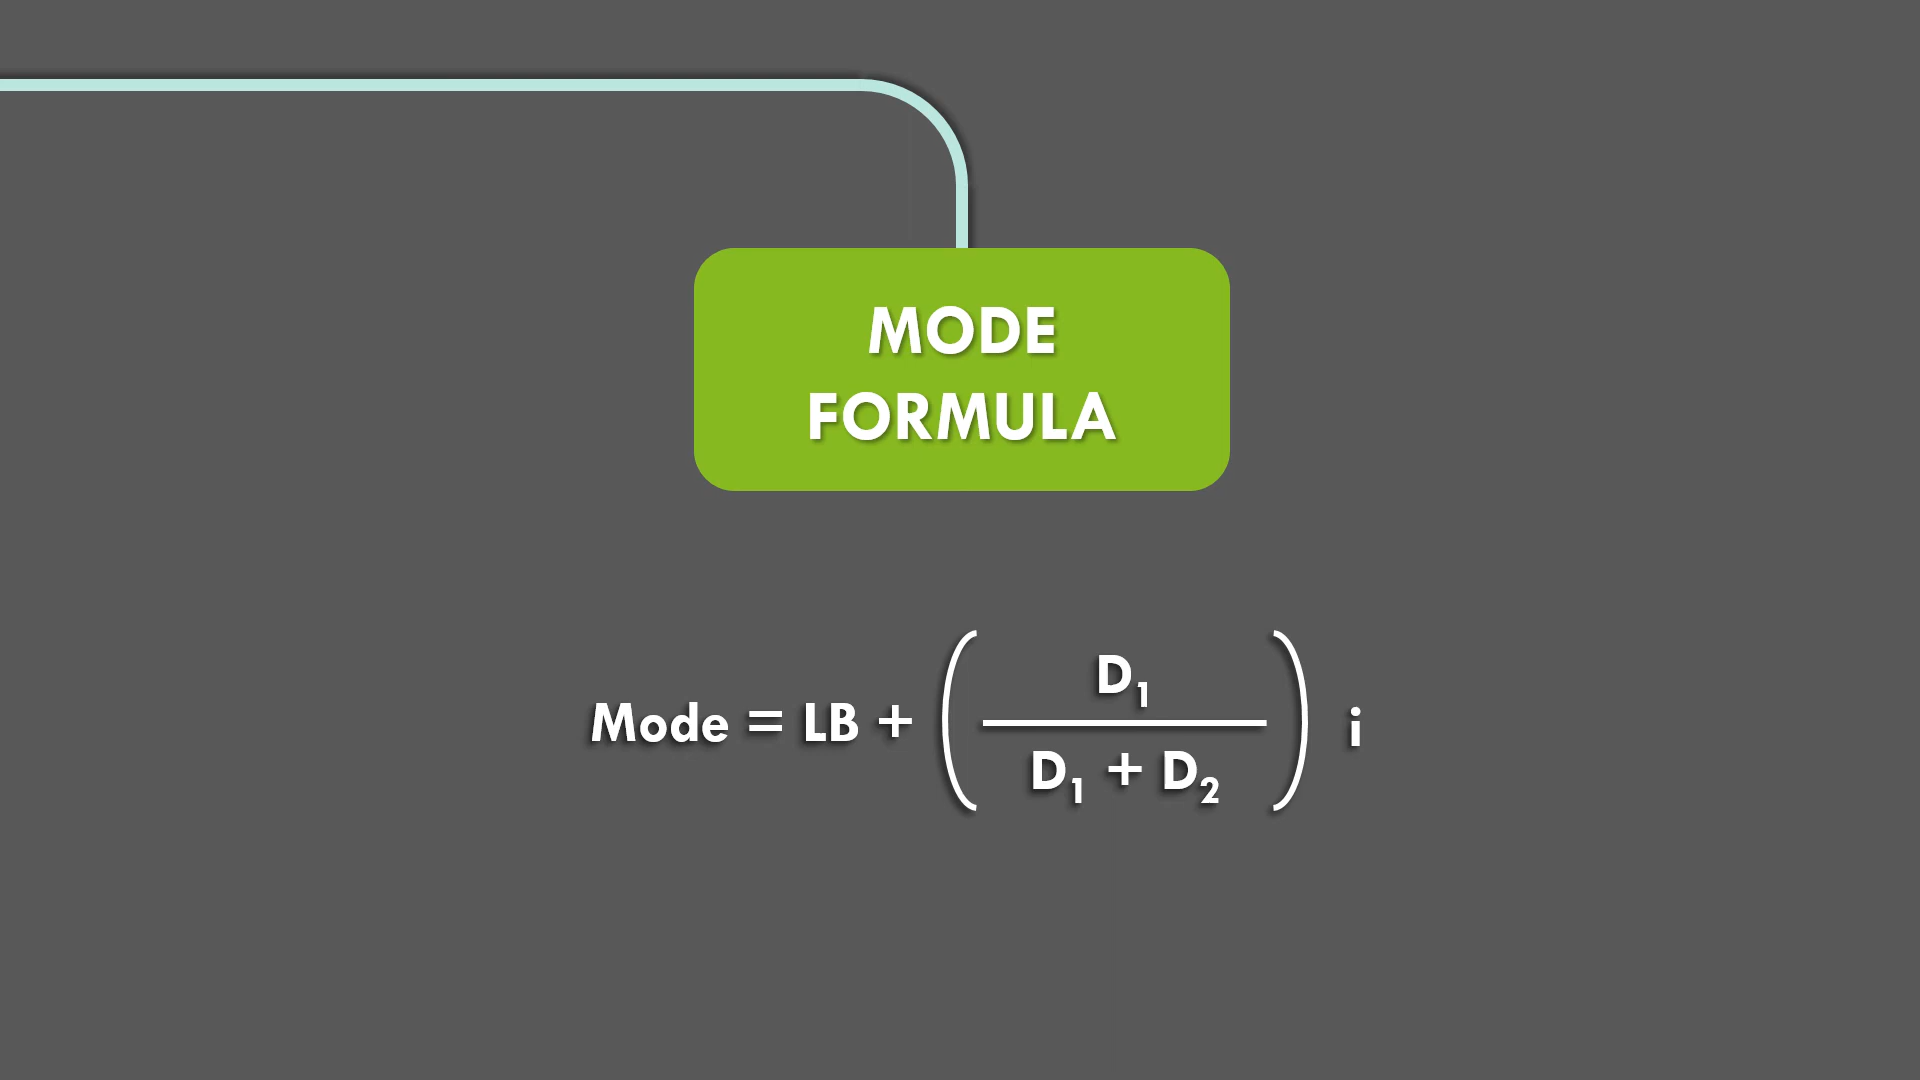 MODE
FORMULA
Mode = LB + ( D₁ / D₁ + D₂ ) i